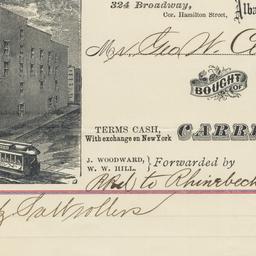 324 Broadway,
Cor. Hamilton Street,
Alba
Mr. Geo W. C
BOUGHT
OF
TERMS CASH,
With exchange on New York
CARRI
J. WOODWARD,
W. W. HILL.
Forwarded by
to Rhinebeck